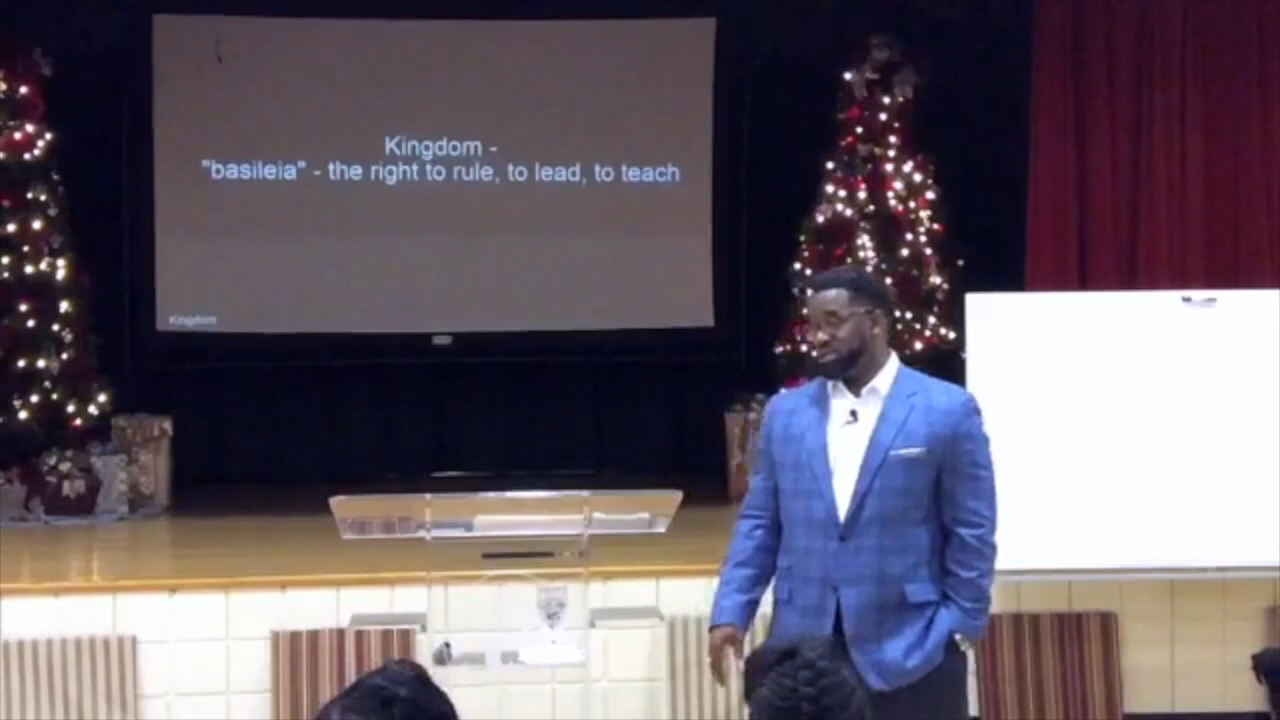 Kingdom -
"basileia" - the right to rule, to lead, to teach
Kingdom